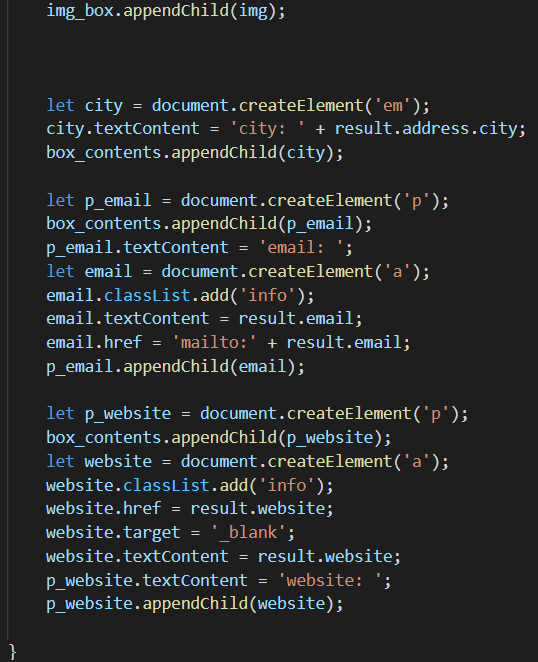 img_box.appendChild(img);
let city = document.createElement('em');
city.textContent = 'city: ' + result.address.city;
box_contents.appendChild(city);
let p_email = document.createElement('p');
box_contents.appendChild(p_email);
p_email.textContent = 'email: ';
let email = document.createElement('a');
email.classList.add('info');
email.textContent = result.email;
email.href = 'mailto:' + result.email;
p_email.appendChild(email);
let p_website = document.createElement('p');
box_contents.appendChild(p_website);
let website = document.createElement('a');
website.classList.add('info');
website.href = result.website;
website.target = '_blank';
website.textContent = result.website;
p_website.textContent = 'website: ';
p_website.appendChild(website);
}